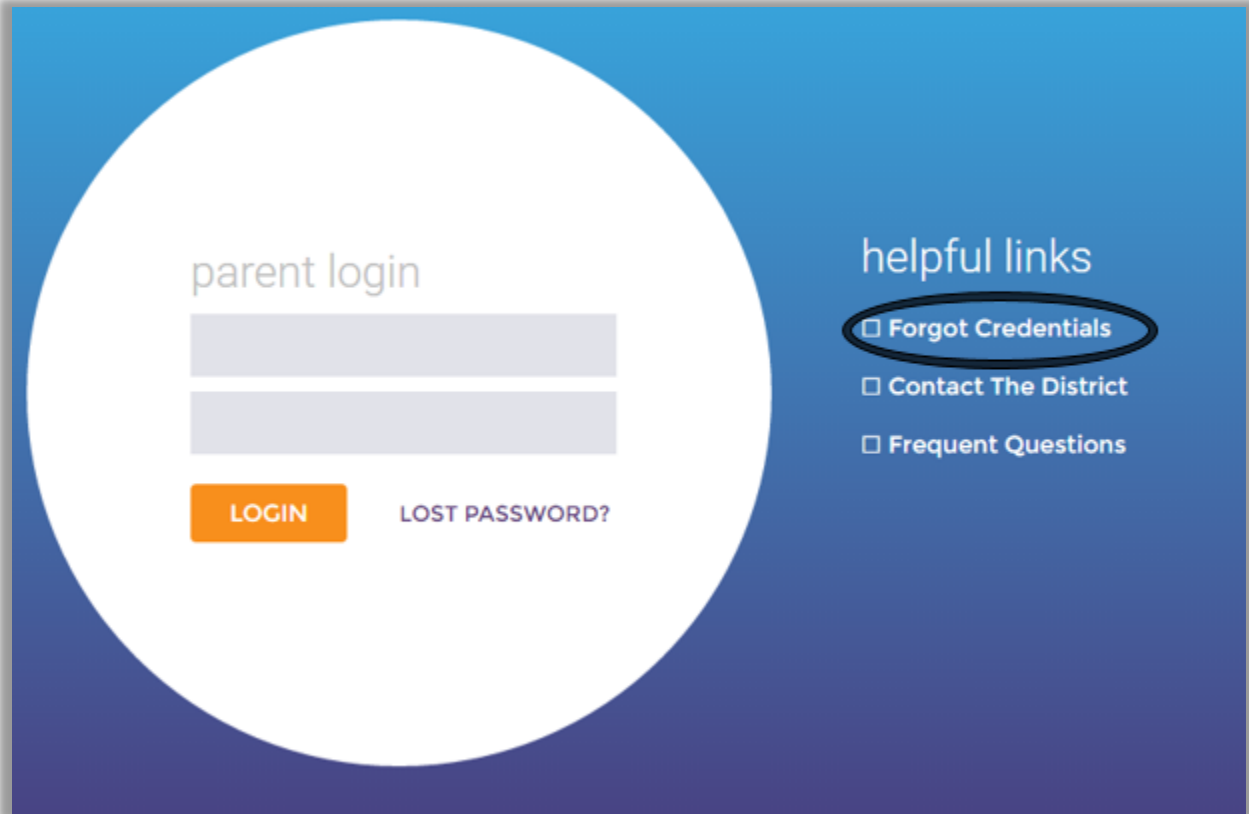 parent login
LOGIN
LOST PASSWORD?
helpful links
Forgot Credentials
Contact The District
Frequent Questions